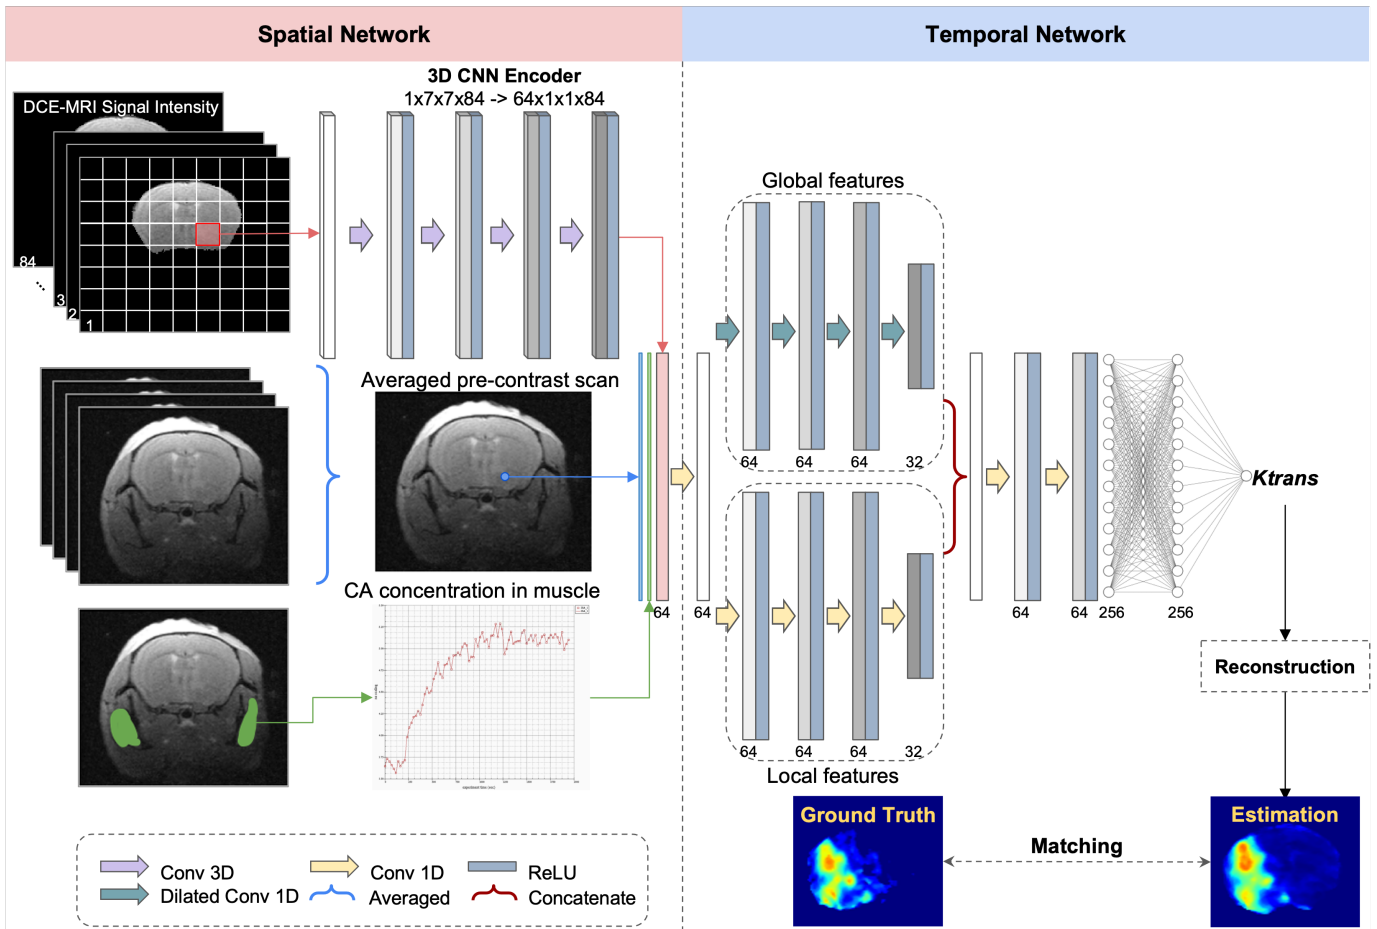 Spatial Network
Temporal Network
3D CNN Encoder
1x7x7x84 -> 64x1x1x84
DCE-MRI Signal Intensity
84
...
3
2
1
Averaged pre-contrast scan
CA concentration in muscle
experiment time (sec)
64
64
Global features
64
64
64
32
64
64
64
32
Local features
64
64
256
256
Ktrans
Reconstruction
Ground Truth
Matching
Estimation
Conv 3D
Conv 1D
ReLU
Dilated Conv 1D
Averaged
Concatenate